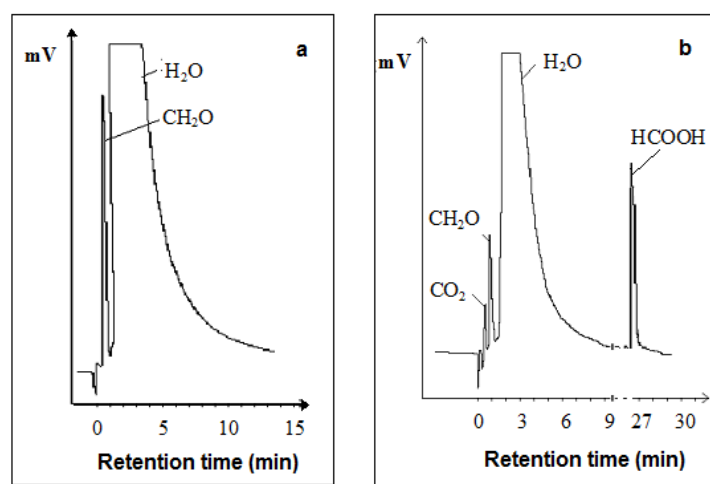 a
mV
H₂O
CH₂O
0 5 10 15
Retention time (min)
b
mV
H₂O
HCOOH
CH₂O
CO₂
0 3 6 9 27 30
Retention time (min)